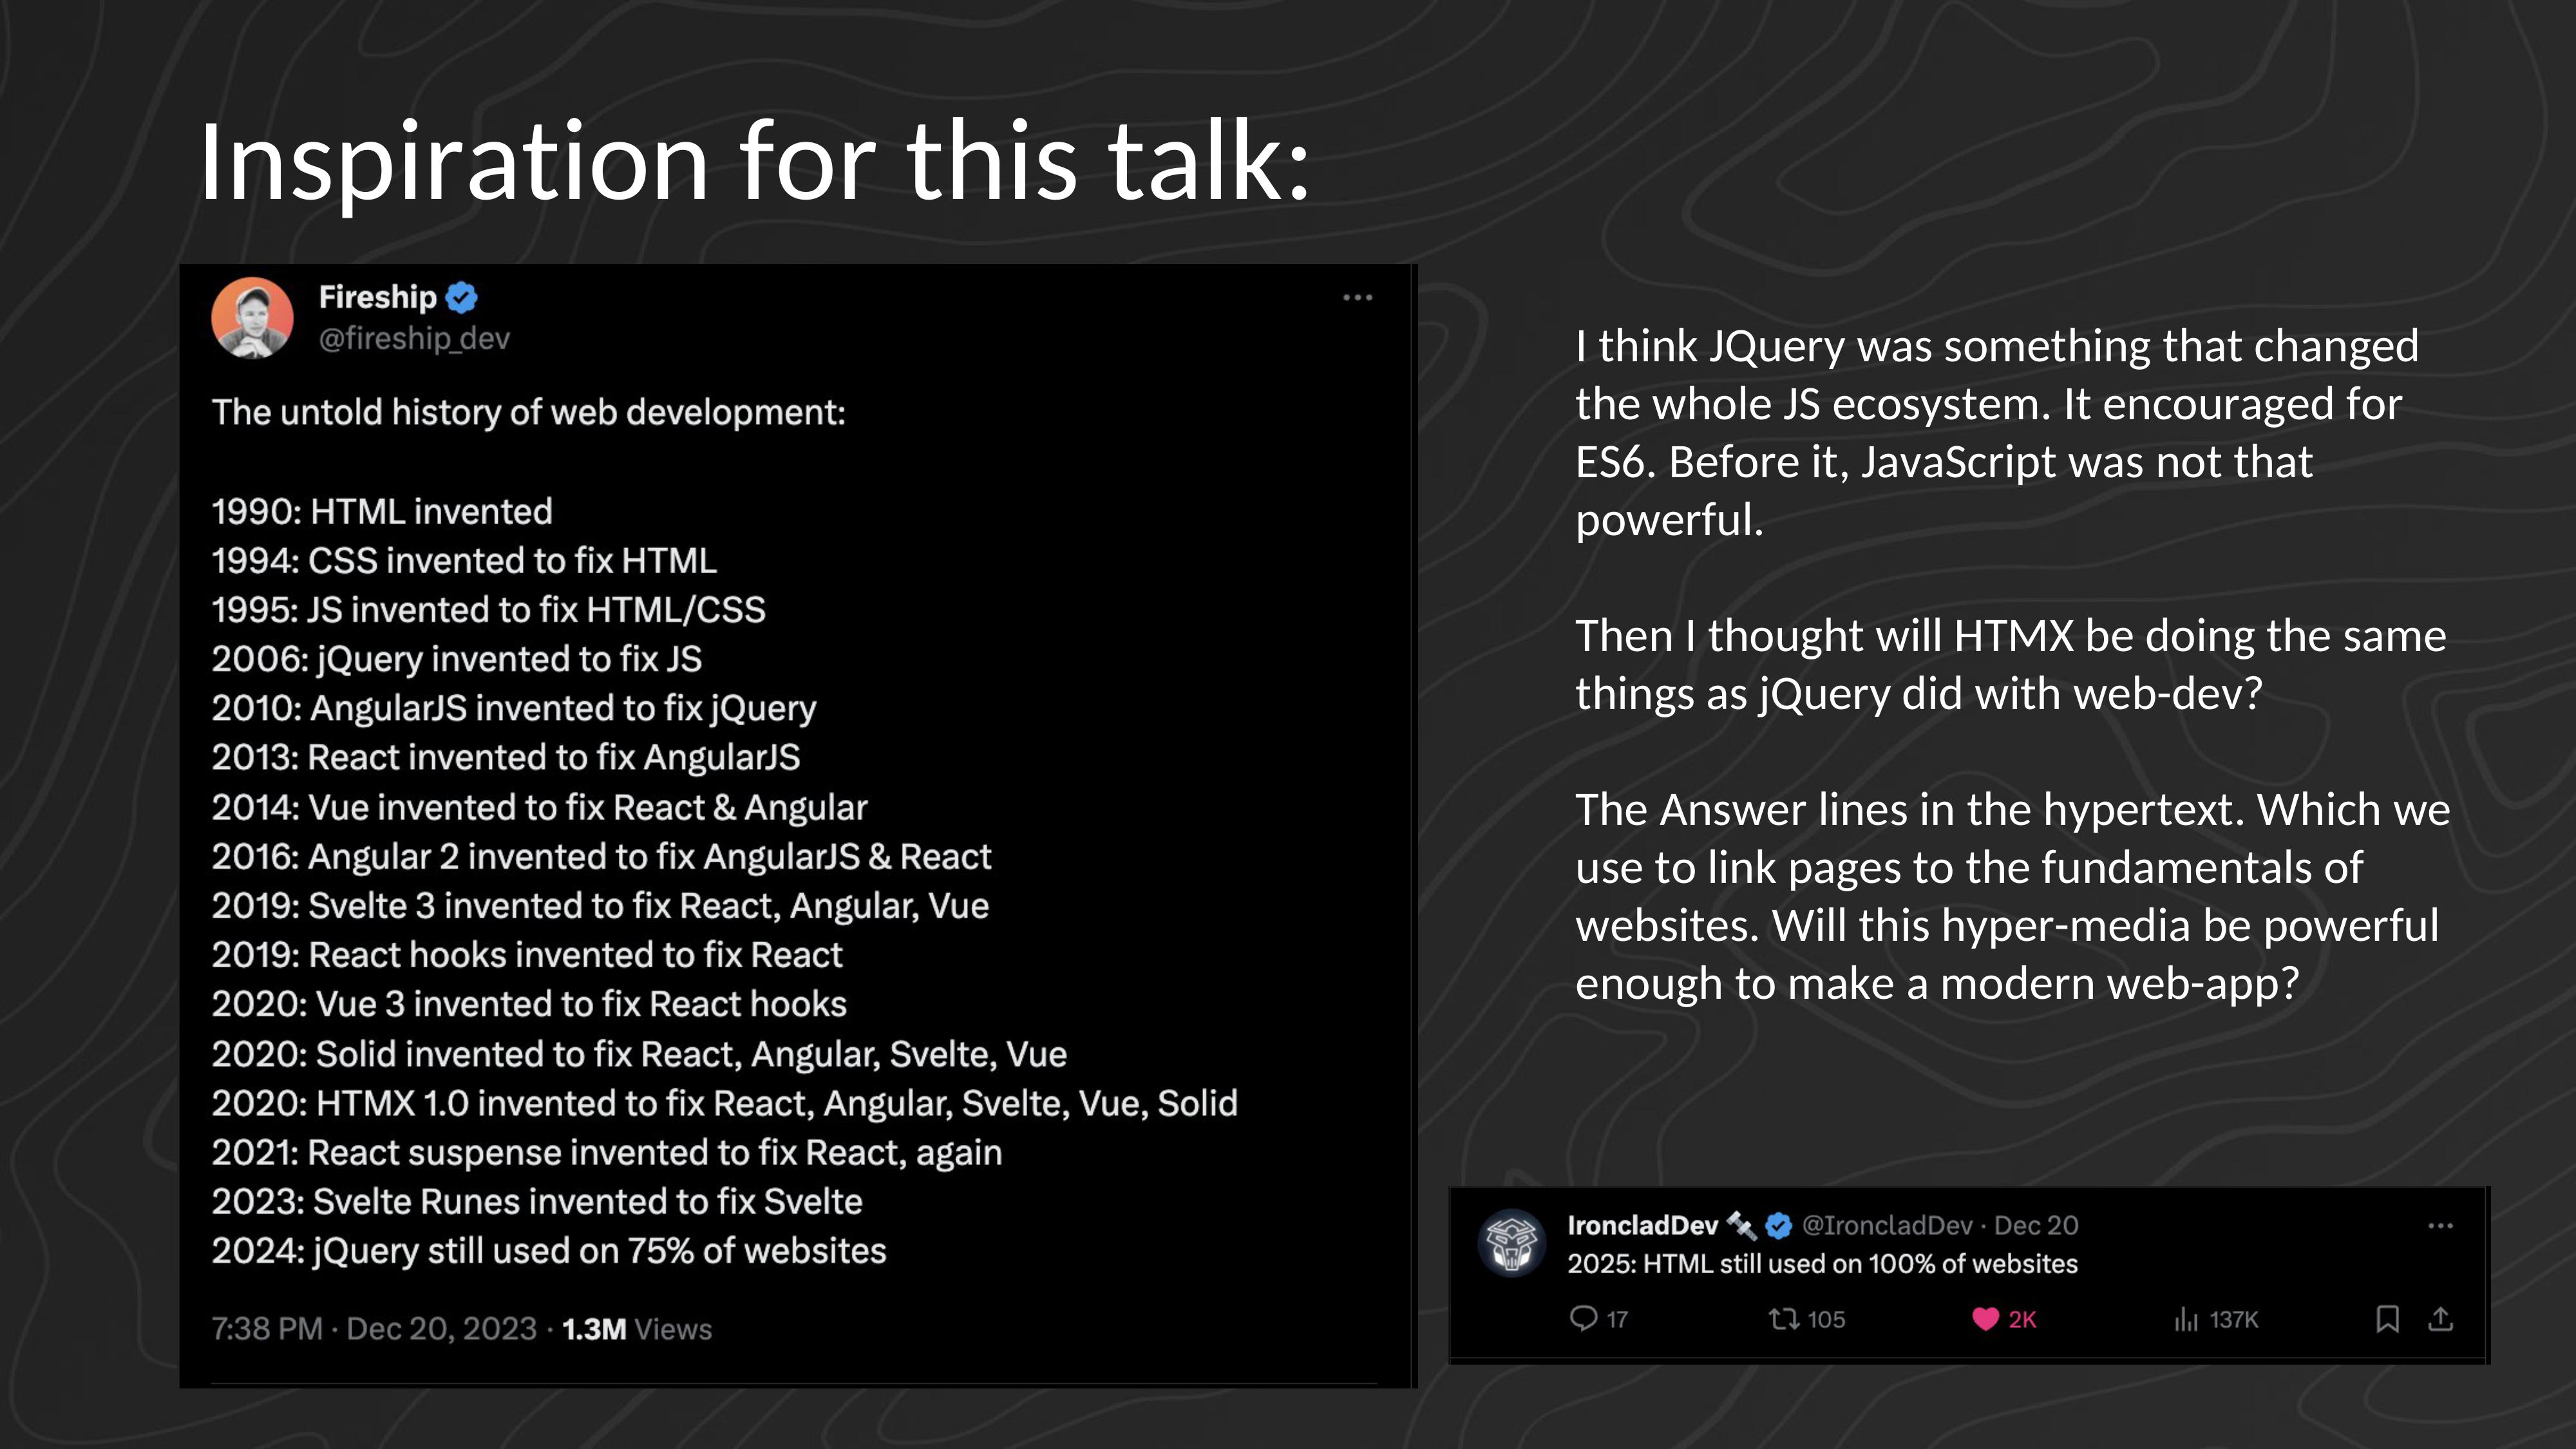 Inspiration for this talk:
Fireship
@fireship_dev
The untold history of web development:
1990: HTML invented
1994: CSS invented to fix HTML
1995: JS invented to fix HTML/CSS
2006: jQuery invented to fix JS
2010: AngularJS invented to fix jQuery
2013: React invented to fix AngularJS
2014: Vue invented to fix React & Angular
2016: Angular 2 invented to fix AngularJS & React
2019: Svelte 3 invented to fix React, Angular, Vue
2019: React hooks invented to fix React
2020: Vue 3 invented to fix React hooks
2020: Solid invented to fix React, Angular, Svelte, Vue
2020: HTMX 1.0 invented to fix React, Angular, Svelte, Vue, Solid
2021: React suspense invented to fix React, again
2023: Svelte Runes invented to fix Svelte
2024: jQuery still used on 75% of websites
7:38 PM · Dec 20, 2023 · 1.3M Views
I think JQuery was something that changed
the whole JS ecosystem. It encouraged for
ES6. Before it, JavaScript was not that
powerful.
Then I thought will HTMX be doing the same
things as jQuery did with web-dev?
The Answer lines in the hypertext. Which we
use to link pages to the fundamentals of
websites. Will this hyper-media be powerful
enough to make a modern web-app?
IroncladDev @IroncladDev · Dec 20
2025: HTML still used on 100% of websites
17 105 2K 137K